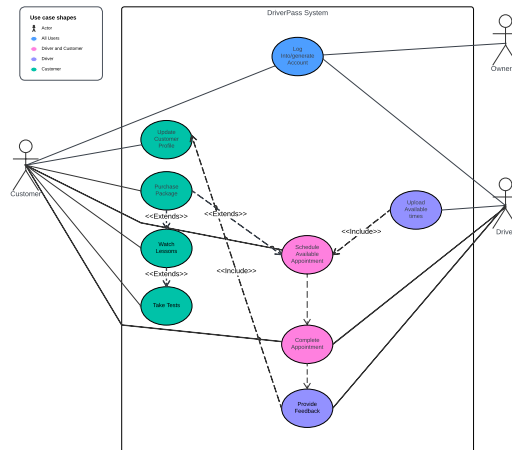 DriverPass System
Use case shapes
Actor
All Users
Driver and Customer
Driver
Customer
Log
into/generate
Account
Owner
Update
Customer
Profile
Customer
Purchase
Package
<<Extends>>
<<Extends>>
Upload
Available
times
<<Include>>
Drive
Watch
Lessons
Schedule
Available
Appointment
<<Extends>>
<<Include>>
Take Tests
Complete
Appointment
Provide
Feedback